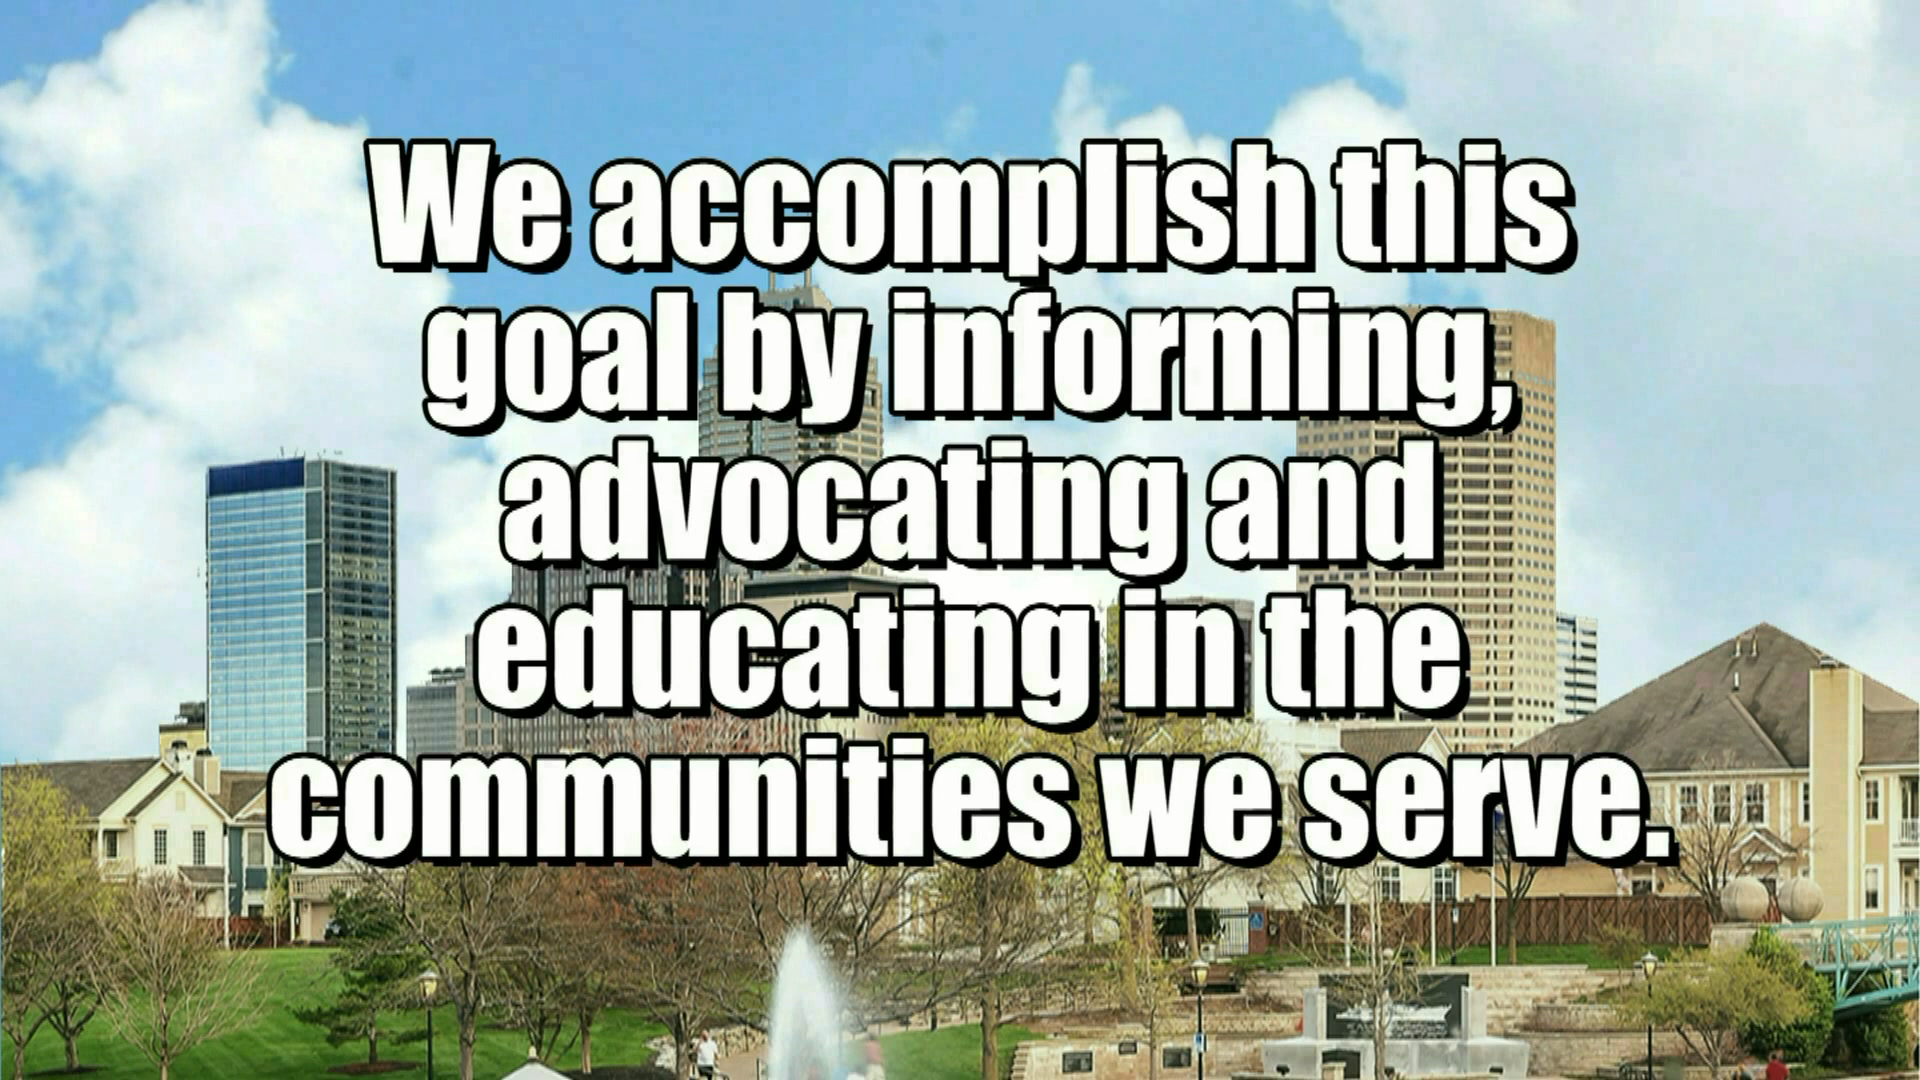 We accomplish this
goal by informing,
advocating and
educating in the
communities we serve.